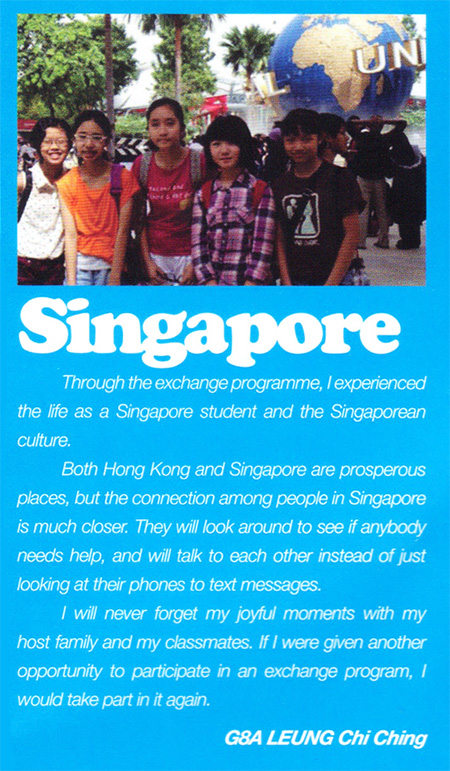 AL UNI
Singapore
Through the exchange programme, I experienced
the life as a Singapore student and the Singaporean
culture.
Both Hong Kong and Singapore are prosperous
places, but the connection among people in Singapore
is much closer. They will look around to see if anybody
needs help, and will talk to each other instead of just
looking at their phones to text messages.
I will never forget my joyful moments with my
host family and my classmates. If I were given another
opportunity to participate in an exchange program, I
would take part in it again.
G8A LEUNG Chi Ching